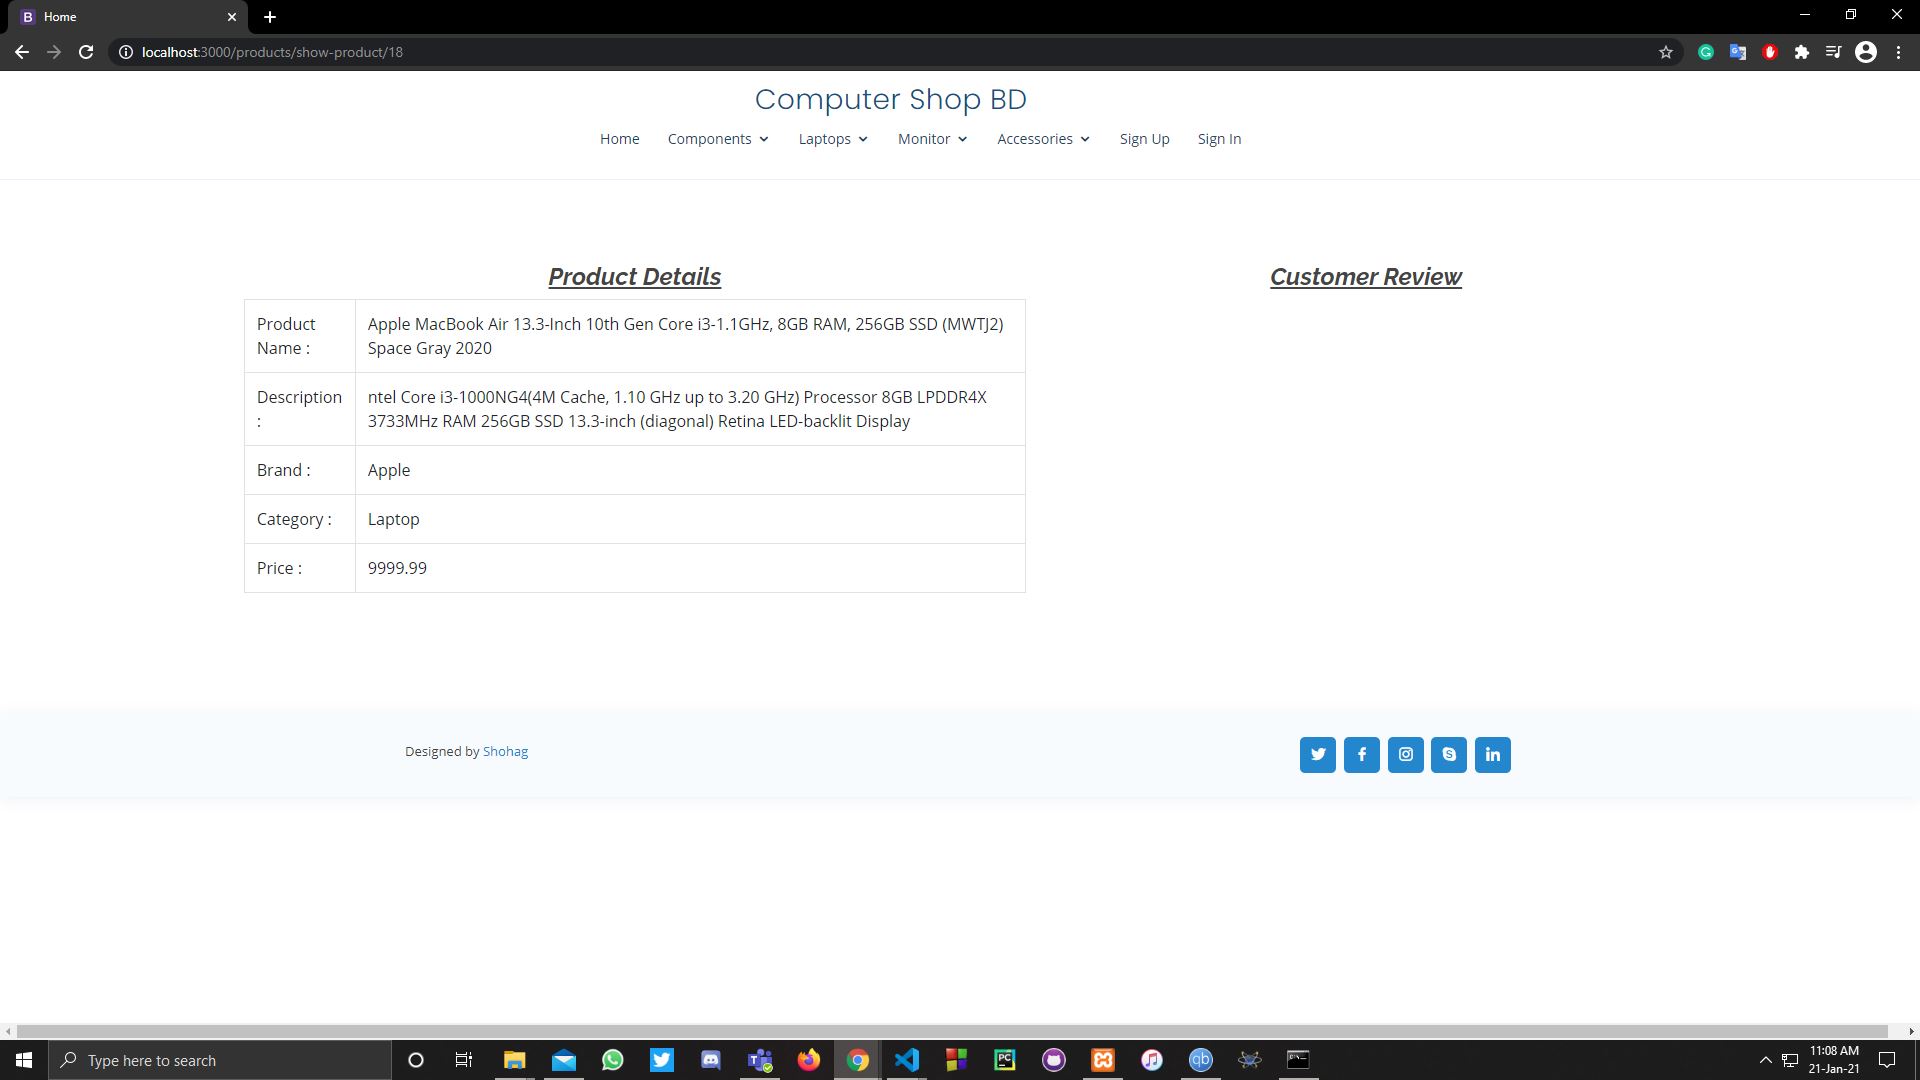 Home
localhost:3000/products/show-product/18
Computer Shop BD
Home Components Laptops Monitor Accessories Sign Up Sign In
Product Details
Product Name : Apple MacBook Air 13.3-Inch 10th Gen Core i3-1.1GHz, 8GB RAM, 256GB SSD (MWTJ2)
Space Gray 2020
Description : ntel Core i3-1000NG4(4M Cache, 1.10 GHz up to 3.20 GHz) Processor 8GB LPDDR4X
3733MHz RAM 256GB SSD 13.3-inch (diagonal) Retina LED-backlit Display
Brand : Apple
Category : Laptop
Price : 9999.99
Customer Review
Designed by Shohag
Type here to search
11:08 AM
21-Jan-21